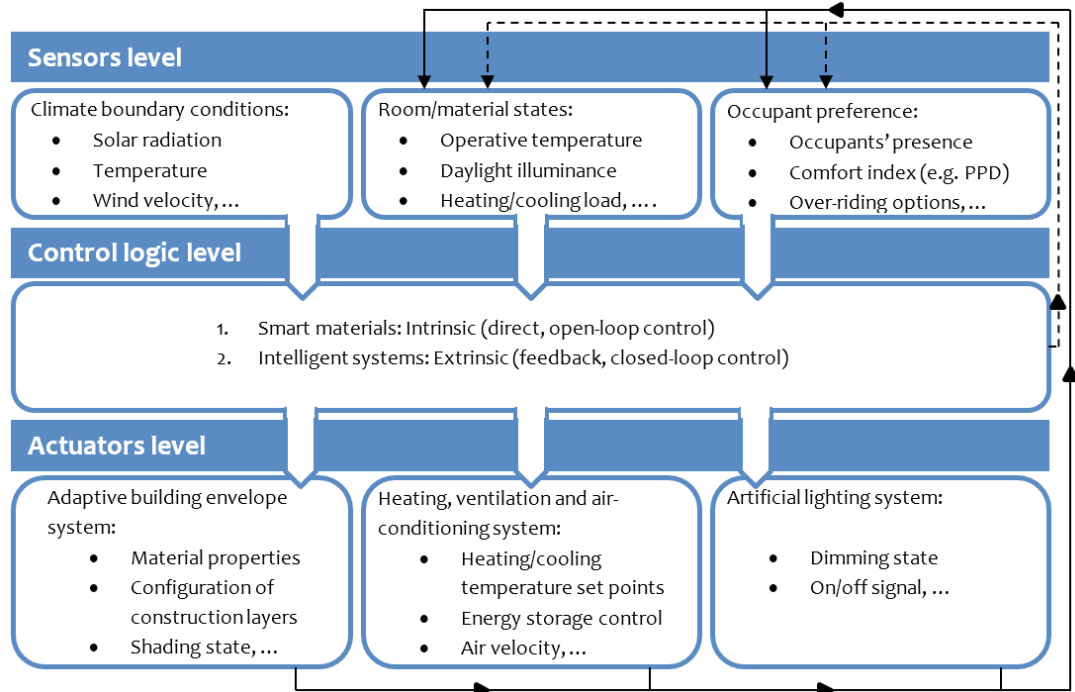 Sensors level
Climate boundary conditions:
• Solar radiation
• Temperature
• Wind velocity, ...
Room/material states:
• Operative temperature
• Daylight illuminance
• Heating/cooling load, ... .
Occupant preference:
• Occupants’ presence
• Comfort index (e.g. PPD)
• Over-riding options, ...
Control logic level
1. Smart materials: Intrinsic (direct, open-loop control)
2. Intelligent systems: Extrinsic (feedback, closed-loop control)
Actuators level
Adaptive building envelope
system:
• Material properties
• Configuration of
construction layers
• Shading state, ...
Heating, ventilation and air-
conditioning system:
• Heating/cooling
temperature set points
• Energy storage control
• Air velocity, ...
Artificial lighting system:
• Dimming state
• On/off signal, ...